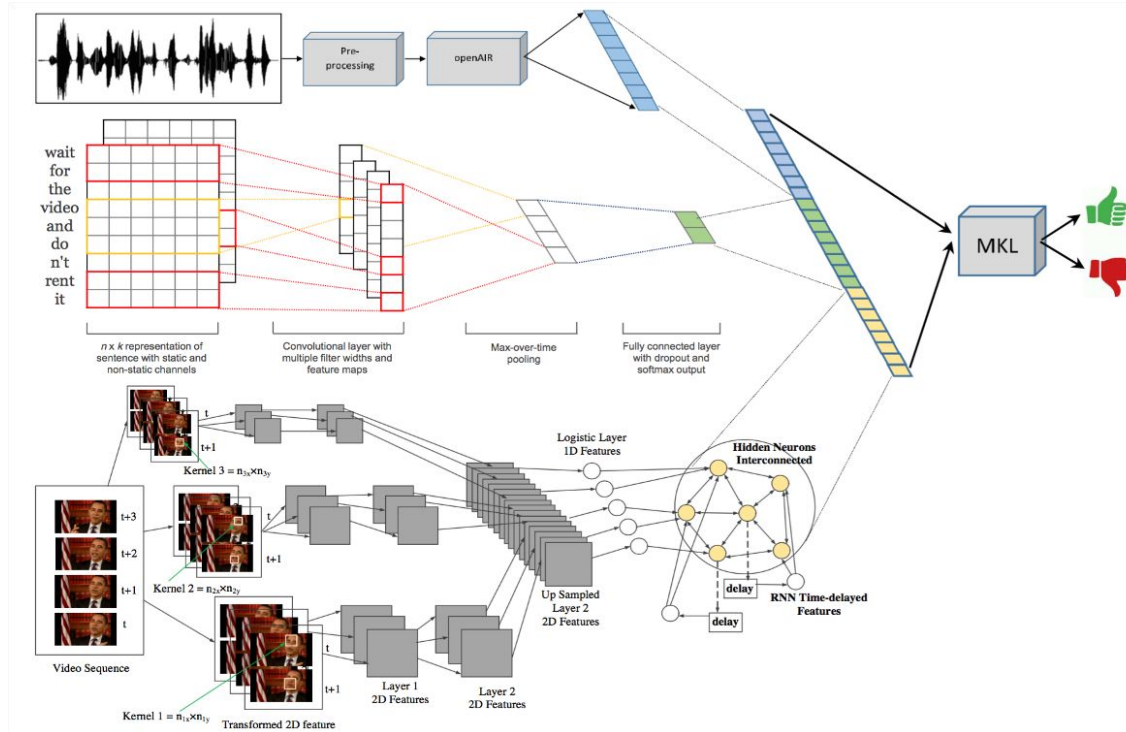 Pre-
processing
openAIR
wait
for
the
video
and
do
n't
rent
it
MKL
n x k representation of
sentence with static and
non-static channels
Convolutional layer with
multiple filter widths and
feature maps
Max-over-time
pooling
Fully connected layer
with dropout and
softmax output
t
t+1
Kernel 3 = n3x×n3y
Logistic Layer
1D Features
Hidden Neurons
Interconnected
t+3
t+2
t+1
t
Video Sequence
t
t+1
Kernel 2 = n2x×n2y
Up Sampled
Layer 2
2D Features
delay
delay
RNN Time-delayed
Features
t
t+1
Kernel 1 = n1x×n1y
Transformed 2D feature
Layer 1
2D Features
Layer 2
2D Features